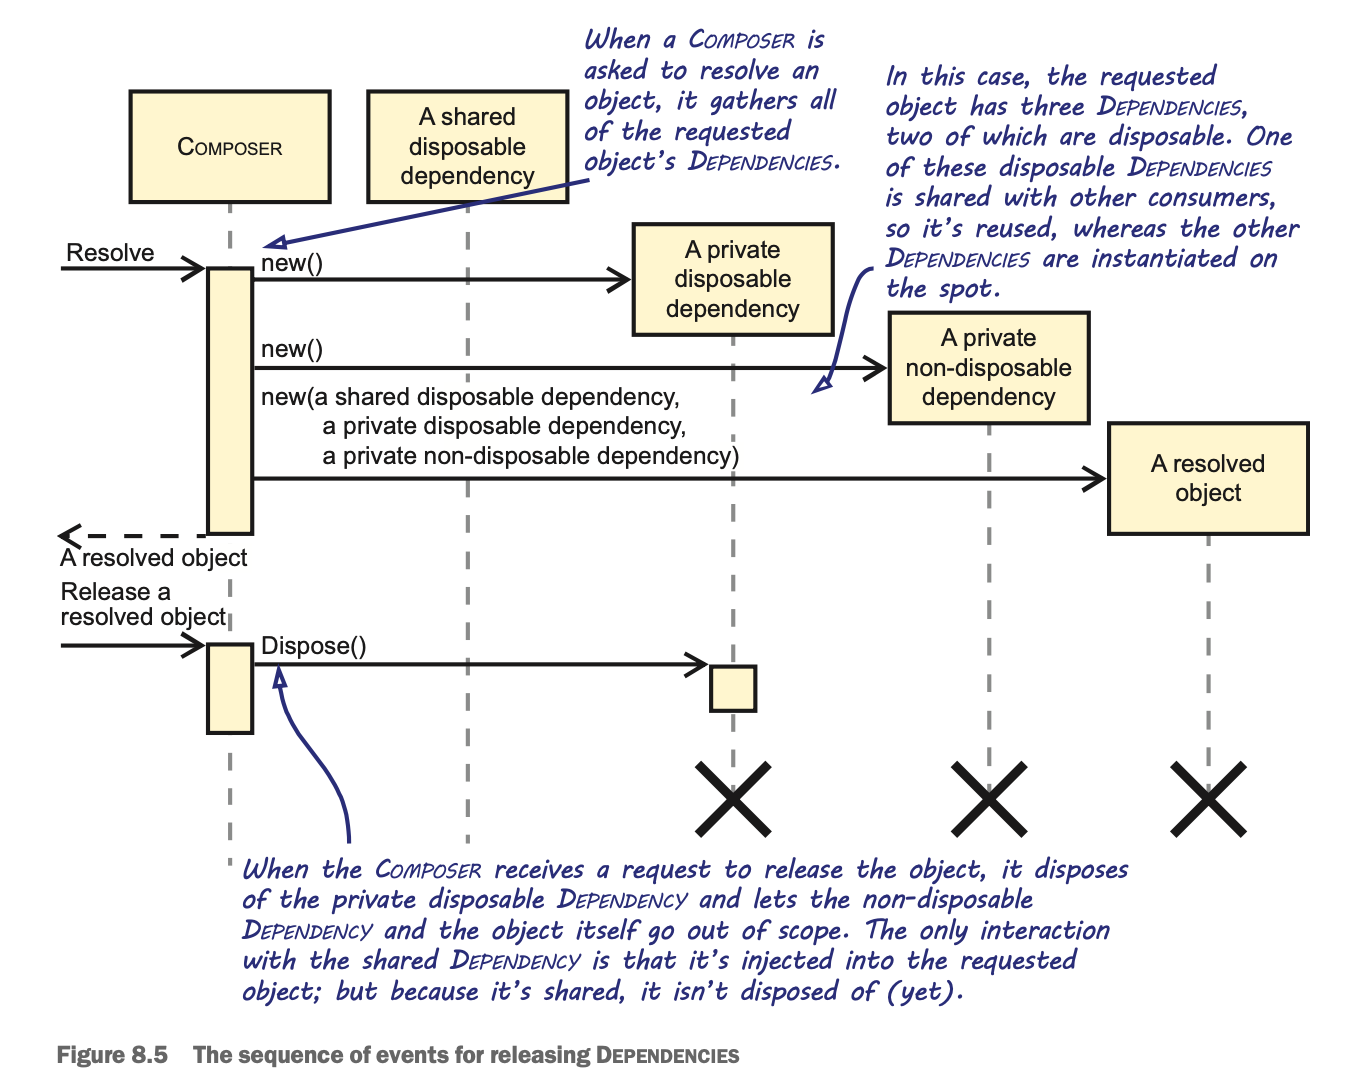 When a COMPOSER is
asked to resolve an
object, it gathers all
of the requested
object's DEPENDENCIES.
In this case, the requested
object has three DEPENDENCIES,
two of which are disposable. One
of these disposable DEPENDENCIES
is shared with other consumers,
so it's reused, whereas the other
DEPENDENCIES are instantiated on
the spot.
COMPOSER
A shared
disposable
dependency
Resolve
new()
A private
disposable
dependency
new()
A private
non-disposable
dependency
new(a shared disposable dependency,
a private disposable dependency,
a private non-disposable dependency)
A resolved
object
A resolved object
Release a
resolved object
Dispose()
When the COMPOSER receives a request to release the object, it disposes
of the private disposable DEPENDENCY and lets the non-disposable
DEPENDENCY and the object itself go out of scope. The only interaction
with the shared DEPENDENCY is that it's injected into the requested
object; but because it's shared, it isn't disposed of (yet).
Figure 8.5 The sequence of events for releasing DEPENDENCIES